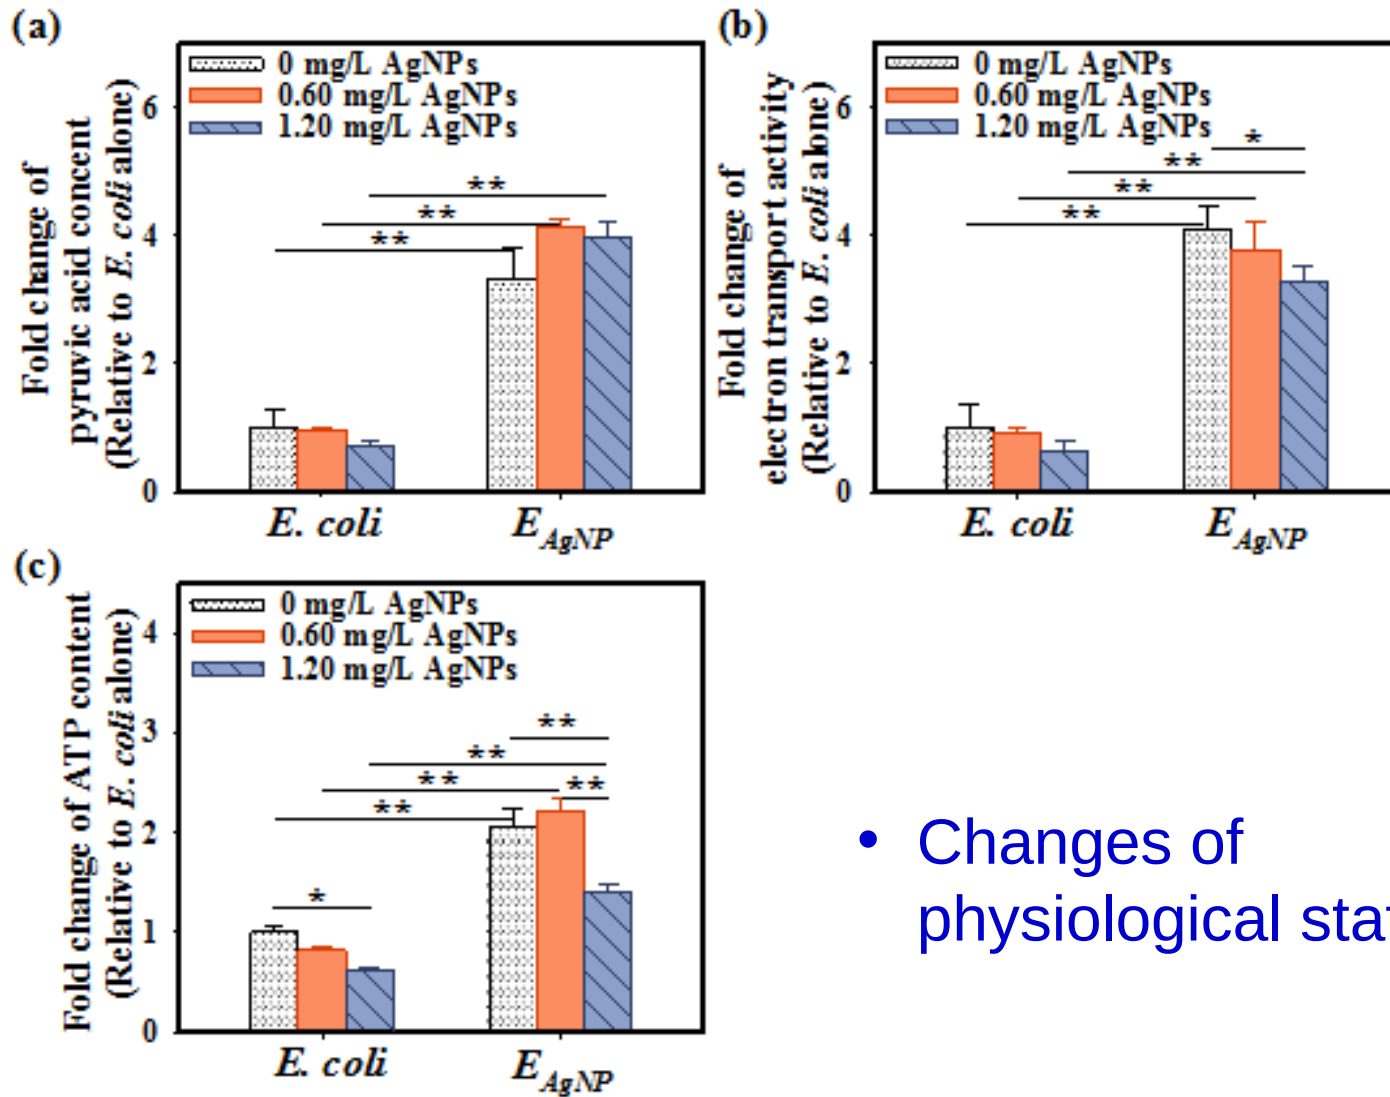 (a)
0 mg/L AgNPs
0.60 mg/L AgNPs
1.20 mg/L AgNPs
Fold change of
pyruvic acid concent
(Relative to E. coli alone)
6
4
2
0
**
**
**
E. coli
E_AgNP
(b)
0 mg/L AgNPs
0.60 mg/L AgNPs
1.20 mg/L AgNPs
Fold change of
electron transport activity
(Relative to E. coli alone)
6
4
2
0
*
**
**
**
E. coli
E_AgNP
(c)
0 mg/L AgNPs
0.60 mg/L AgNPs
1.20 mg/L AgNPs
Fold change of ATP content
(Relative to E. coli alone)
4
3
2
1
0
**
**
**
**
**
*
E. coli
E_AgNP
• Changes of
physiological